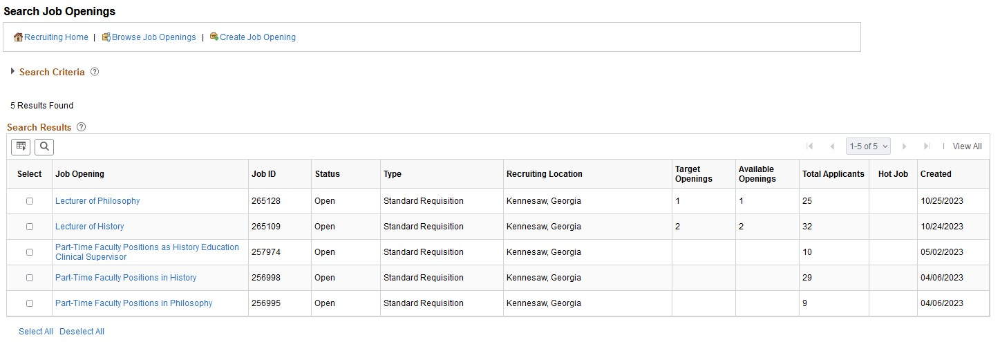 Search Job Openings
Recruiting Home | Browse Job Openings | Create Job Opening
Search Criteria ?
5 Results Found
Search Results ?
1-5 of 5 | View All
Select Job Opening Job ID Status Type Recruiting Location Target Openings Available Openings Total Applicants Hot Job Created
Lecturer of Philosophy 265128 Open Standard Requisition Kennesaw, Georgia 1 1 25 10/25/2023
Lecturer of History 265109 Open Standard Requisition Kennesaw, Georgia 2 2 32 10/24/2023
Part-Time Faculty Positions as History Education
Clinical Supervisor 257974 Open Standard Requisition Kennesaw, Georgia 10 05/02/2023
Part-Time Faculty Positions in History 256998 Open Standard Requisition Kennesaw, Georgia 29 04/06/2023
Part-Time Faculty Positions in Philosophy 256995 Open Standard Requisition Kennesaw, Georgia 9 04/06/2023
Select All Deselect All